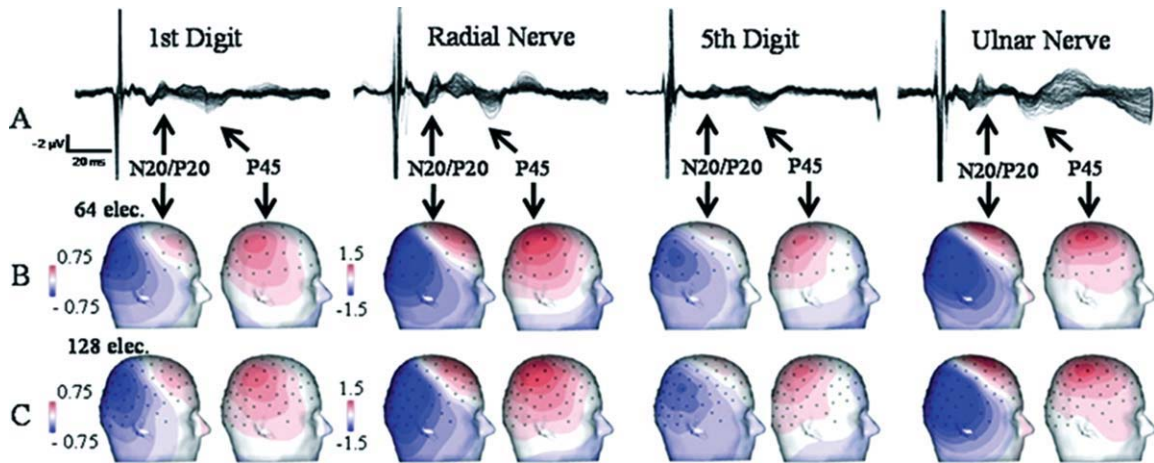 1st Digit
Radial Nerve
5th Digit
Ulnar Nerve
A
-2 µV
20 ms
N20/P20
P45
N20/P20
P45
N20/P20
P45
N20/P20
P45
64 elec.
B
0.75
- 0.75
1.5
-1.5
128 elec.
C
0.75
- 0.75
1.5
-1.5